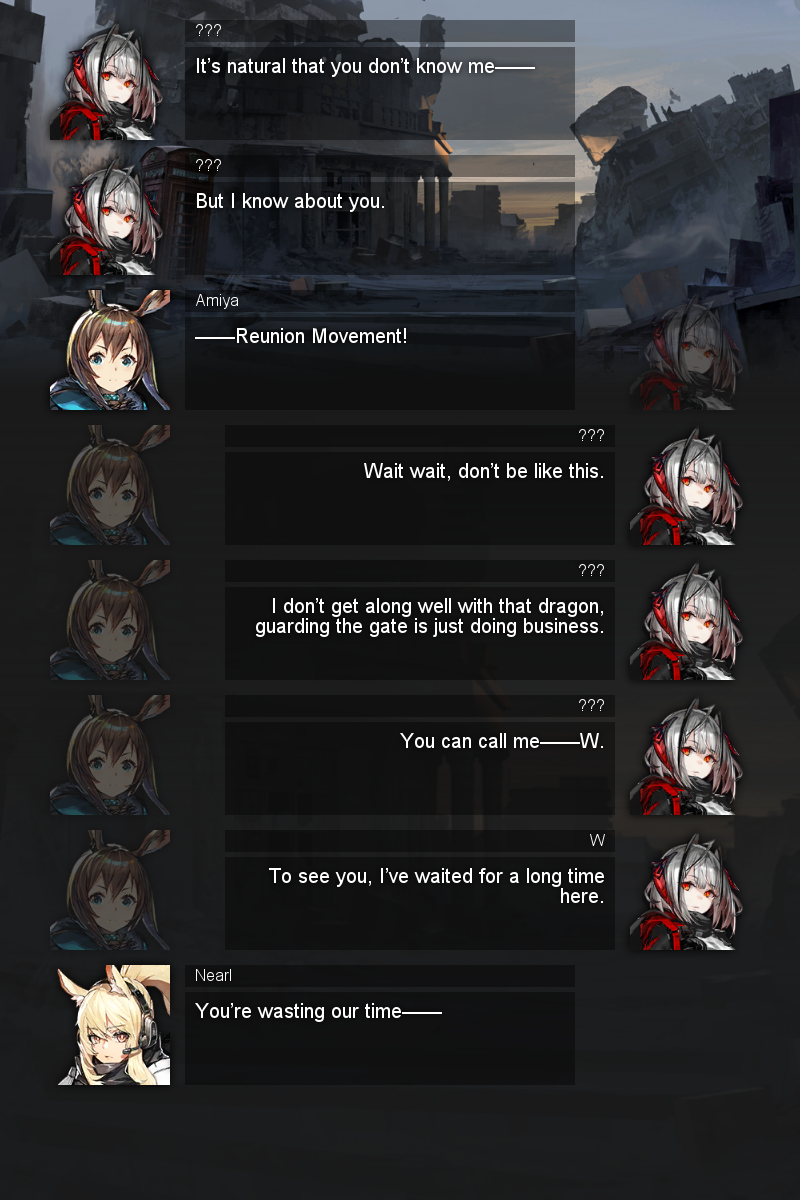 ???
It's natural that you don't know me——
???
But I know about you.
Amiya
——Reunion Movement!
???
Wait wait, don't be like this.
???
I don't get along well with that dragon,
guarding the gate is just doing business.
???
You can call me——W.
W
To see you, I've waited for a long time
here.
Nearl
You're wasting our time——